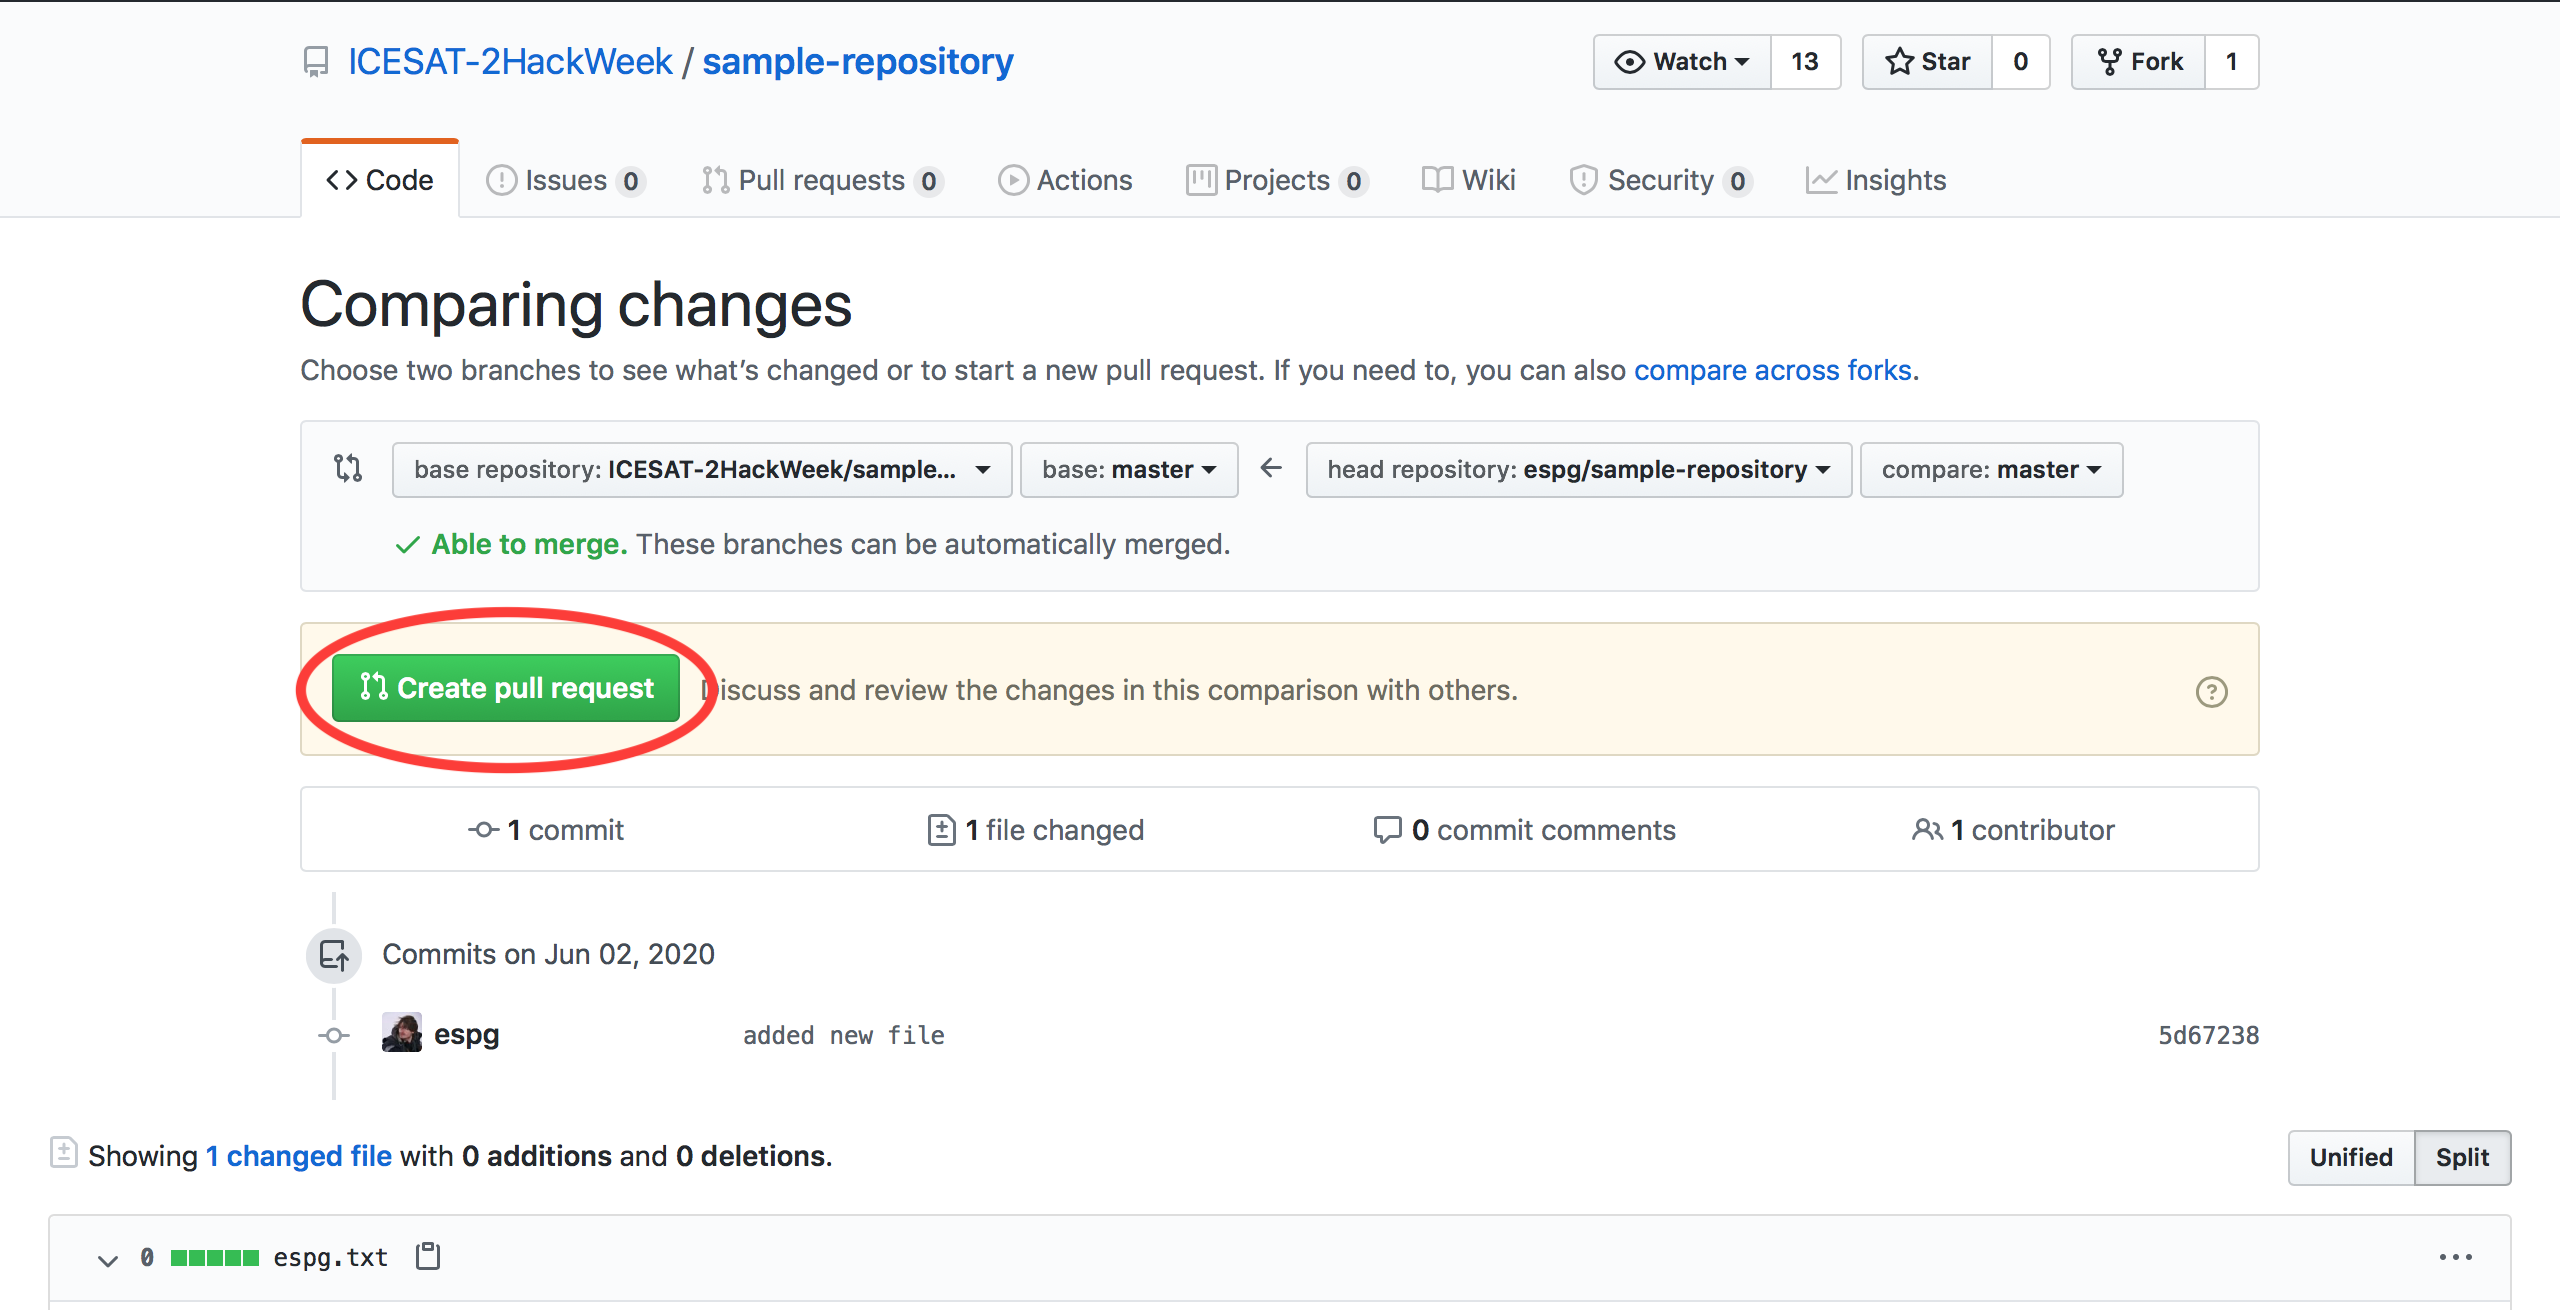 ICESAT-2HackWeek / sample-repository
Watch 13 Star 0 Fork 1
Code Issues 0 Pull requests 0 Actions Projects 0 Wiki Security 0 Insights
Comparing changes
Choose two branches to see what’s changed or to start a new pull request. If you need to, you can also compare across forks.
base repository: ICESAT-2HackWeek/sample... base: master ← head repository: espg/sample-repository compare: master
✓ Able to merge. These branches can be automatically merged.
Create pull request Discuss and review the changes in this comparison with others.
1 commit 1 file changed 0 commit comments 1 contributor
Commits on Jun 02, 2020
espg added new file 5d67238
Showing 1 changed file with 0 additions and 0 deletions. Unified Split
0 espg.txt